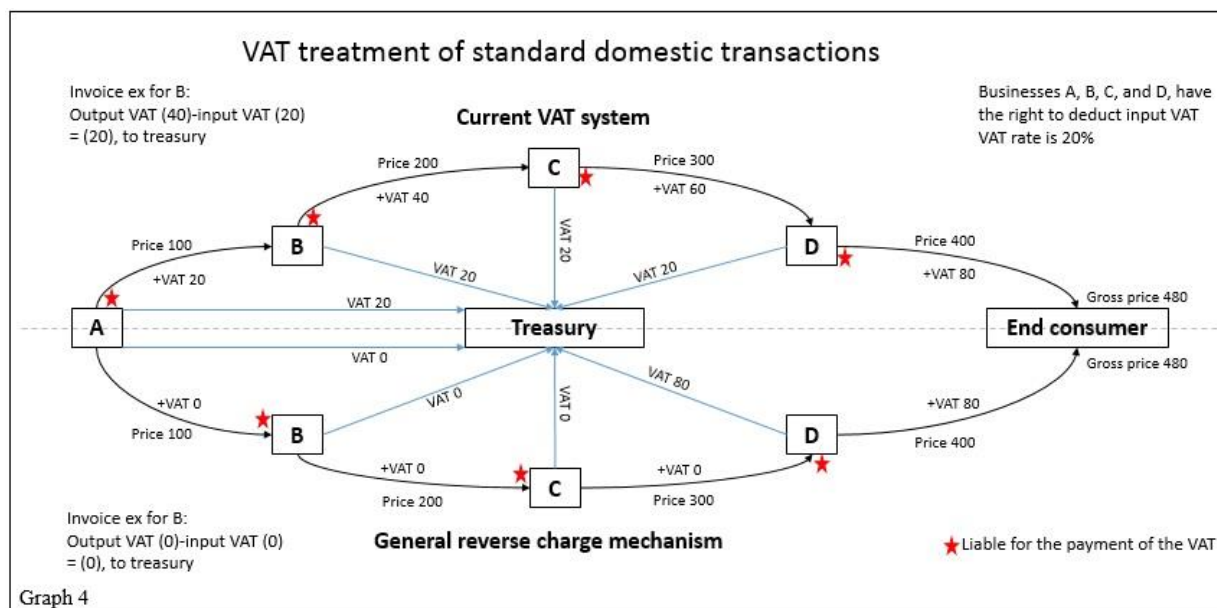 VAT treatment of standard domestic transactions
Invoice ex for B:
Output VAT (40)-input VAT (20)
= (20), to treasury
Businesses A, B, C, and D, have
the right to deduct input VAT
VAT rate is 20%
Current VAT system
Price 200
+VAT 40
C
Price 300
+VAT 60
Price 100
+VAT 20
B
VAT 20
VAT 20
VAT 20
D
Price 400
+VAT 80
Gross price 480
A
VAT 20
Treasury
End consumer
VAT 0
Gross price 480
+VAT 0
Price 100
B
VAT 0
VAT 0
VAT 80
D
+VAT 80
Price 400
+VAT 0
Price 200
C
+VAT 0
Price 300
Invoice ex for B:
Output VAT (0)-input VAT (0)
= (0), to treasury
General reverse charge mechanism
Liable for the payment of the VAT
Graph 4